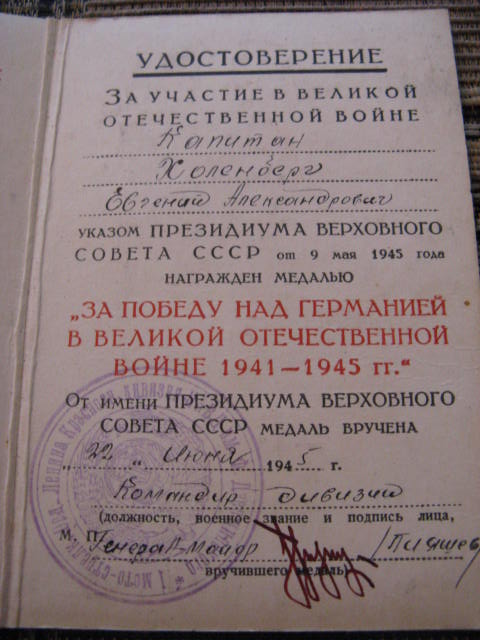 УДОСТОВЕРЕНИЕ
ЗА УЧАСТИЕ В ВЕЛИКОЙ
ОТЕЧЕСТВЕННОЙ ВОЙНЕ
Капитан
Холенберг
Евгений Александрович
УКАЗОМ ПРЕЗИДИУМА ВЕРХОВНОГО
СОВЕТА СССР от 9 мая 1945 года
НАГРАЖДЕН МЕДАЛЬЮ
„ЗА ПОБЕДУ НАД ГЕРМАНИЕЙ
В ВЕЛИКОЙ ОТЕЧЕСТВЕННОЙ
ВОЙНЕ 1941—1945 гг.“
ОТ ИМЕНИ ПРЕЗИДИУМА ВЕРХОВНОГО
СОВЕТА СССР МЕДАЛЬ ВРУЧЕНА
„22“ Июня 1945 г.
Командир дивизии
(должность, военное звание и подпись лица,
М. П. Генерал-майор
вручившего медаль)